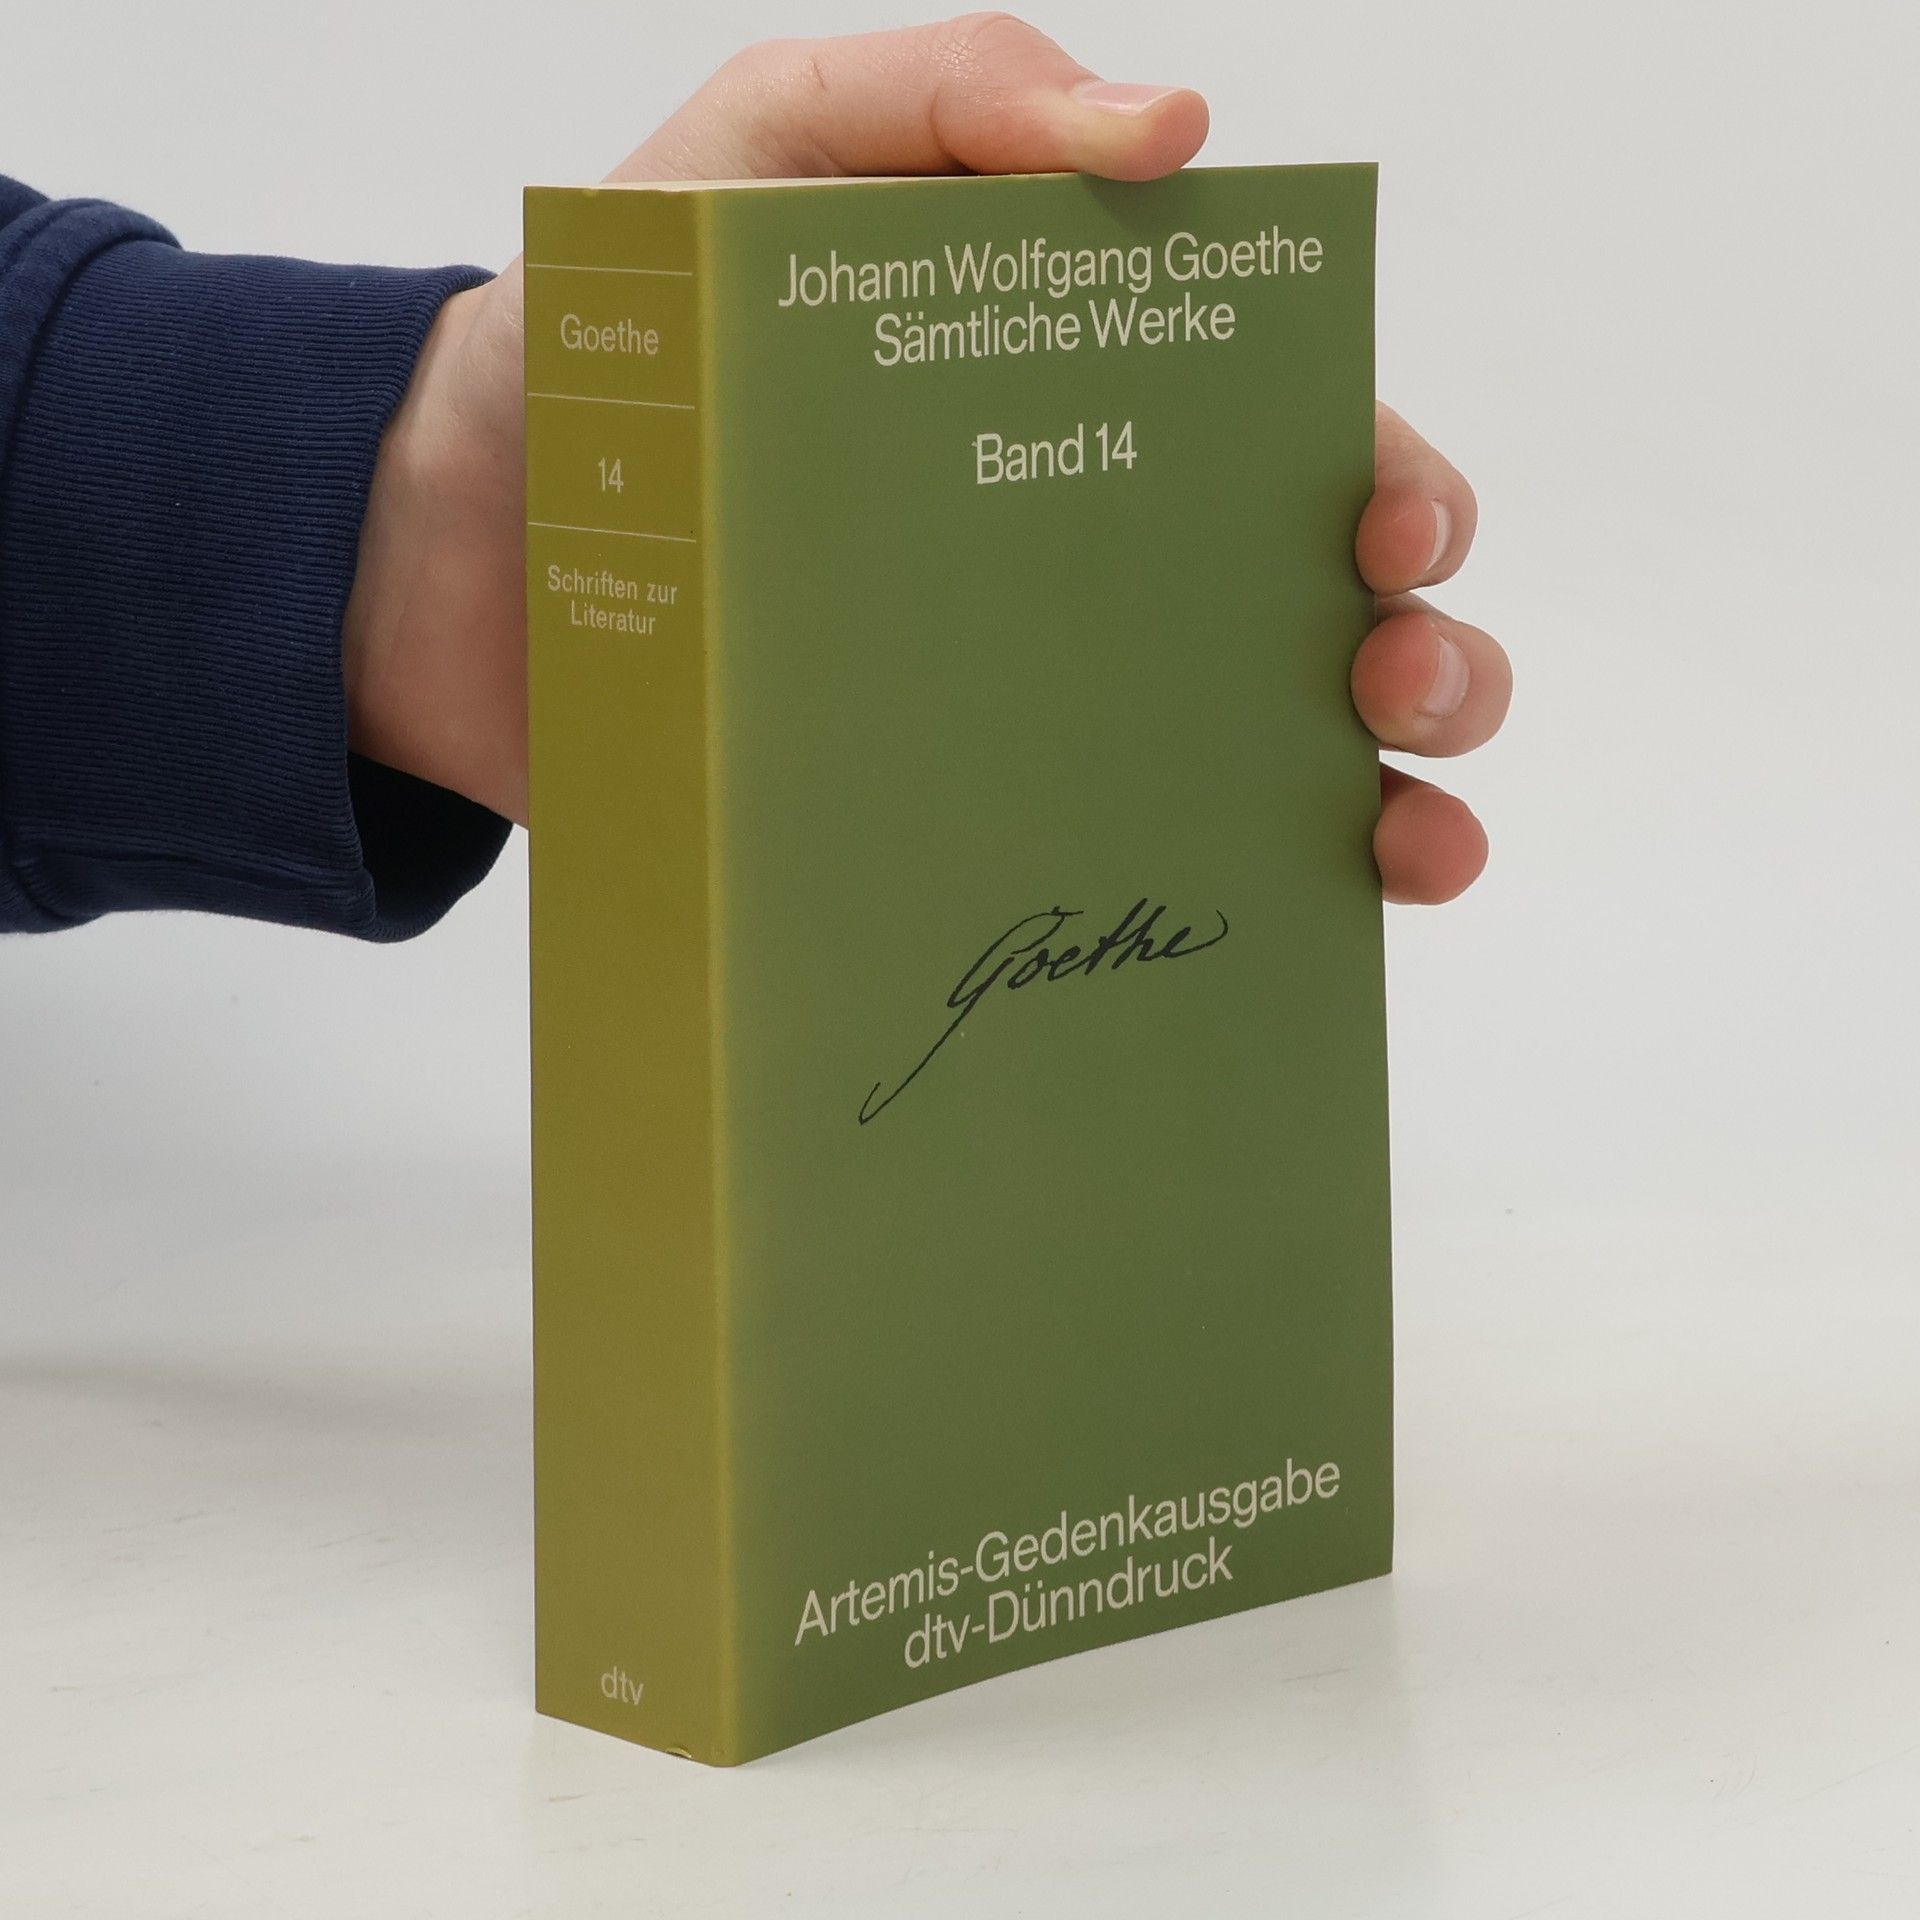 Goethe
14
Schriften zur
Literatur
dtv
Johann Wolfgang Goethe
Sämtliche Werke
Band 14
Goethe
Artemis-Gedenkausgabe
dtv-Dünndruck